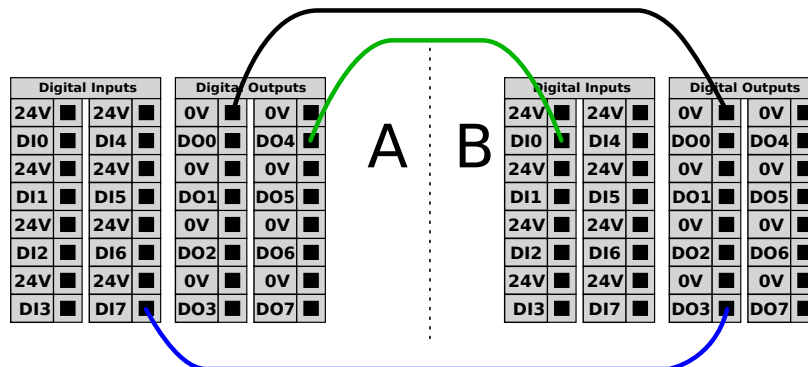 Digital Inputs Digital Outputs Digital Inputs Digital Outputs
24V 24V 0V 0V 24V 24V 0V 0V
DI0 DI4 DO0 DO4 A B DI0 DI4 DO0 DO4
24V 24V 0V 0V 24V 24V 0V 0V
DI1 DI5 DO1 DO5 DI1 DI5 DO1 DO5
24V 24V 0V 0V 24V 24V 0V 0V
DI2 DI6 DO2 DO6 DI2 DI6 DO2 DO6
24V 24V 0V 0V 24V 24V 0V 0V
DI3 DI7 DO3 DO7 DI3 DI7 DO3 DO7